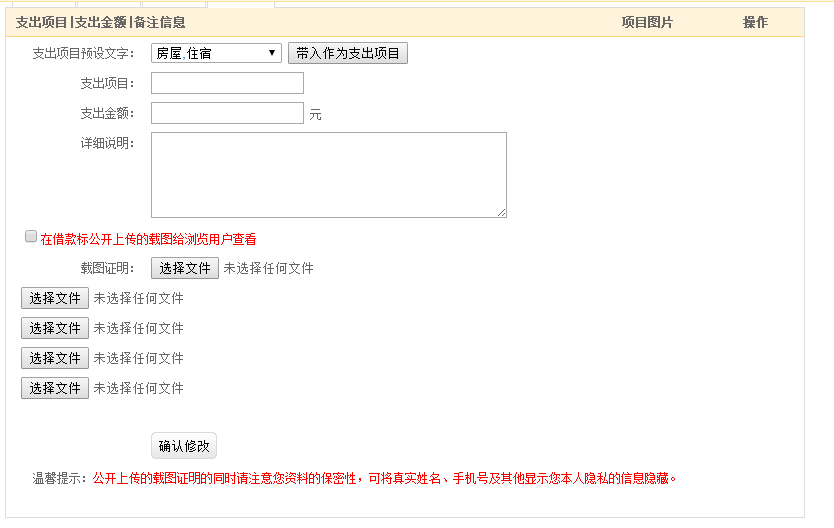 支出项目|支出金额|备注信息 项目图片 操作
支出项目预设文字： 房屋,住宿 带入作为支出项目
支出项目：
支出金额： 元
详细说明：
在借款标公开上传的截图给浏览用户查看
截图证明： 选择文件 未选择任何文件
选择文件 未选择任何文件
选择文件 未选择任何文件
选择文件 未选择任何文件
选择文件 未选择任何文件
确认修改
温馨提示：公开上传的截图证明的同时请注意您资料的保密性，可将真实姓名、手机号及其他显示您本人隐私的信息隐藏。